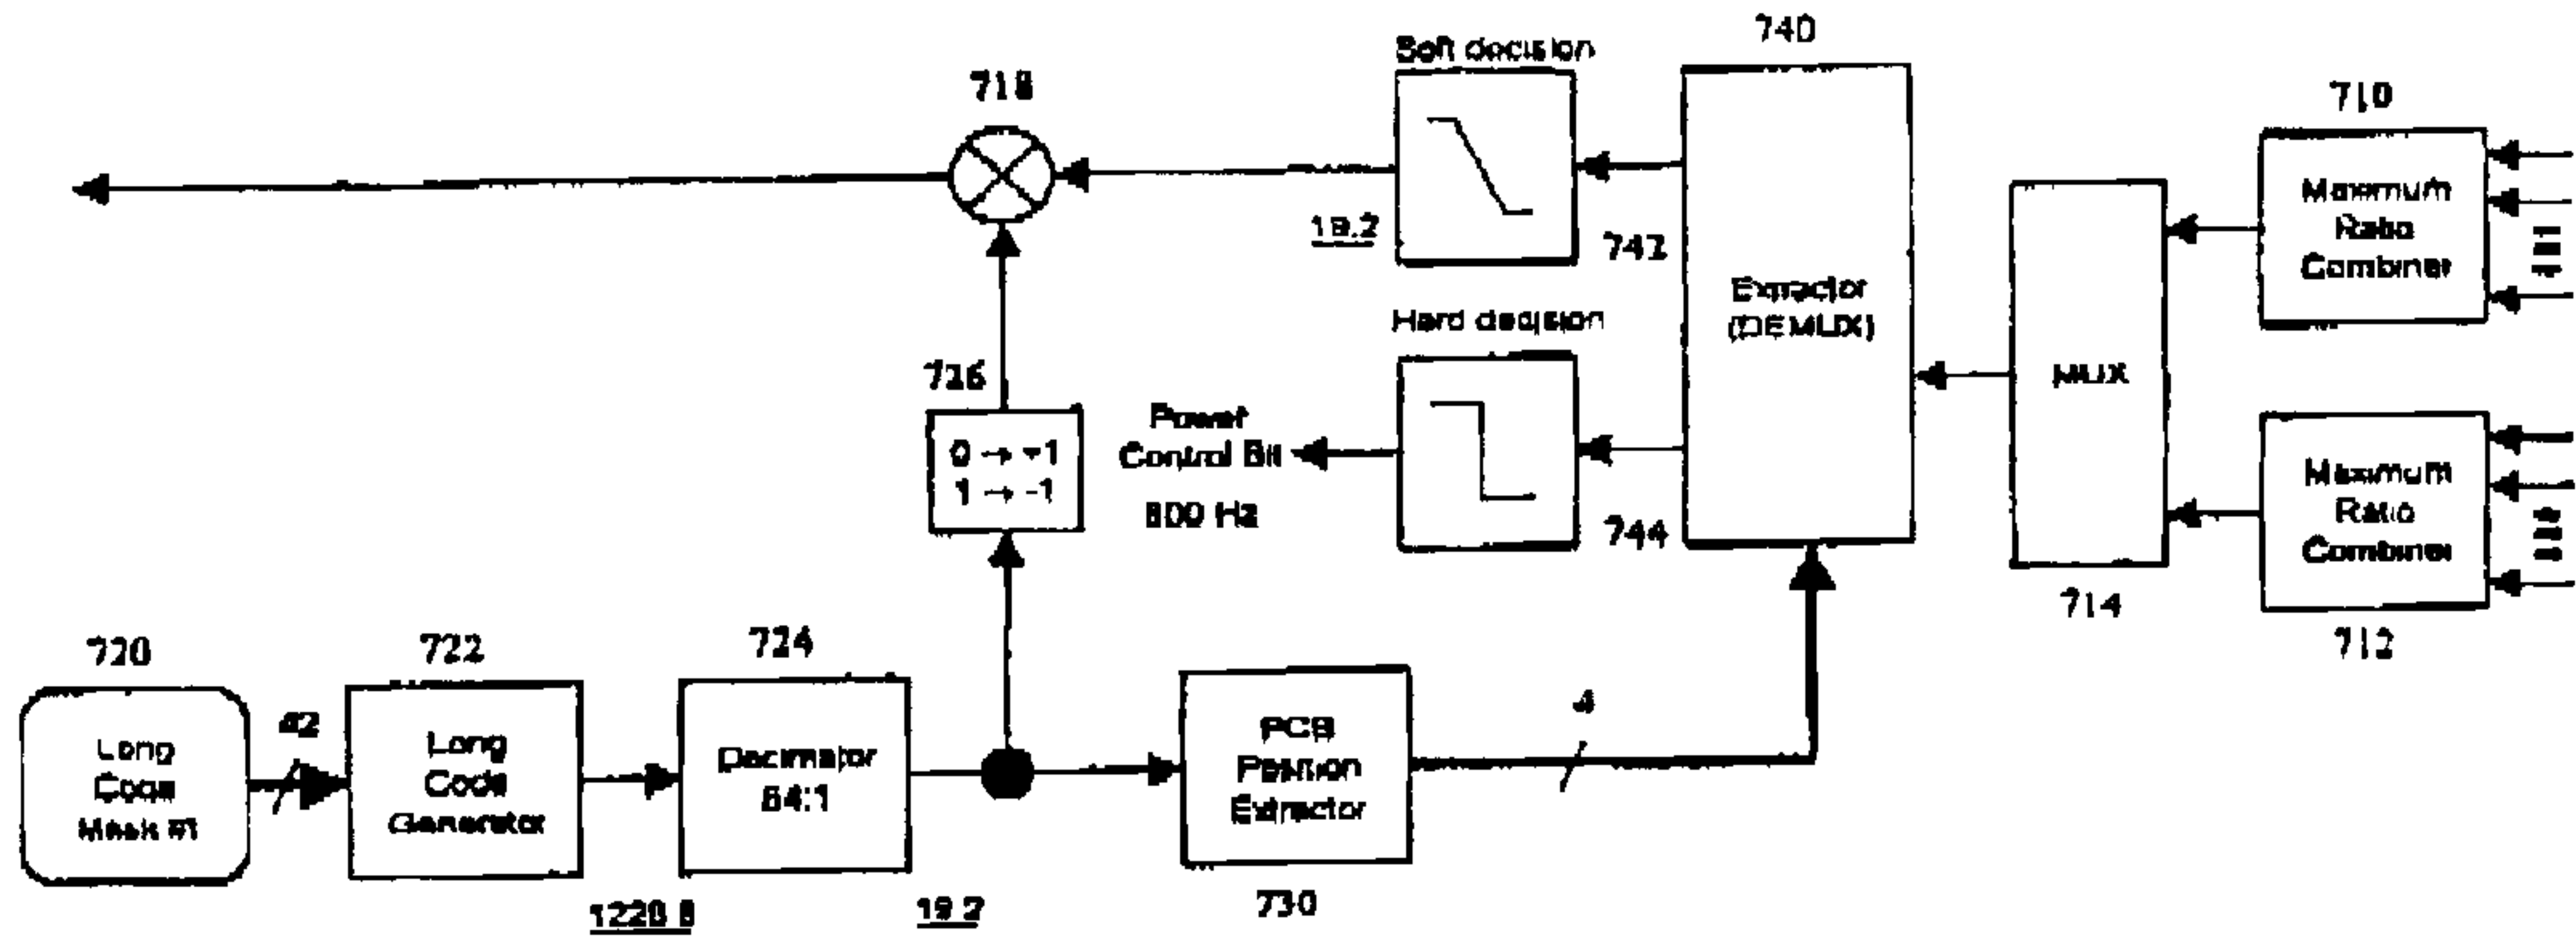 740
Soft decision
718
710
Maximum
Ratio
Combiner
19.2
742
Extractor
(DEMUX)
Hard decision
MUX
726
Power
Control Bit
800 Hz
0 → +1
1 → -1
744
Maximum
Ratio
Combiner
714
712
720
722
724
4
42
Long
Code
Mask #1
Long
Code
Generator
Decimator
64:1
PCB
Position
Extractor
1228.8
19.2
730